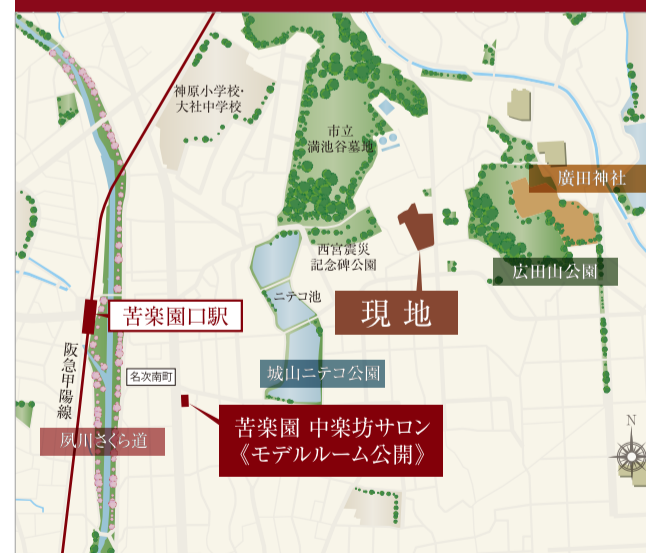 神原小学校・
大社中学校
市立
満池谷墓地
廣田神社
西宮震災
記念碑公園
広田山公園
ニテコ池
現地
苦楽園口駅
阪急甲陽線
名次南町
城山ニテコ公園
夙川さくら道
苦楽園 中楽坊サロン
《モデルルーム公開》
N